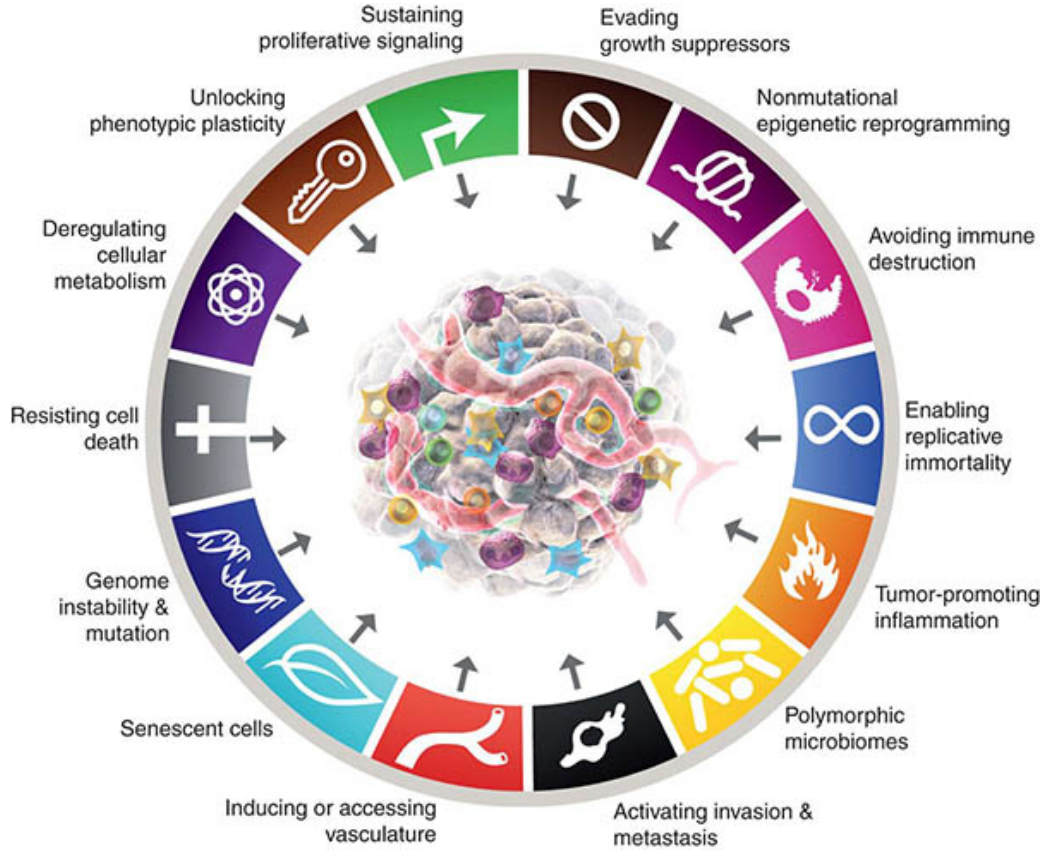 Sustaining
proliferative signaling
Evading
growth suppressors
Nonmutational
epigenetic reprogramming
Avoiding immune
destruction
Enabling
replicative
immortality
Tumor-promoting
inflammation
Polymorphic
microbiomes
Activating invasion &
metastasis
Inducing or accessing
vasculature
Senescent cells
Genome
instability &
mutation
Resisting cell
death
Deregulating
cellular
metabolism
Unlocking
phenotypic plasticity